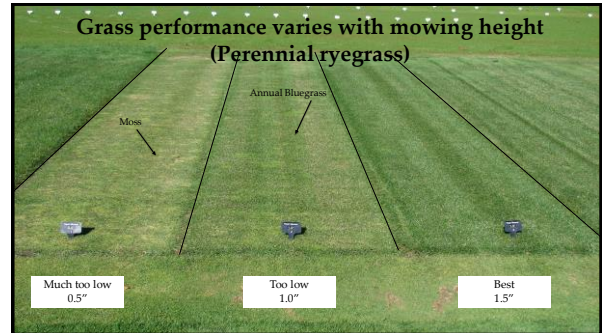 Grass performance varies with mowing height
(Perennial ryegrass)
Annual Bluegrass
Moss
Much too low
0.5”
Too low
1.0”
Best
1.5”